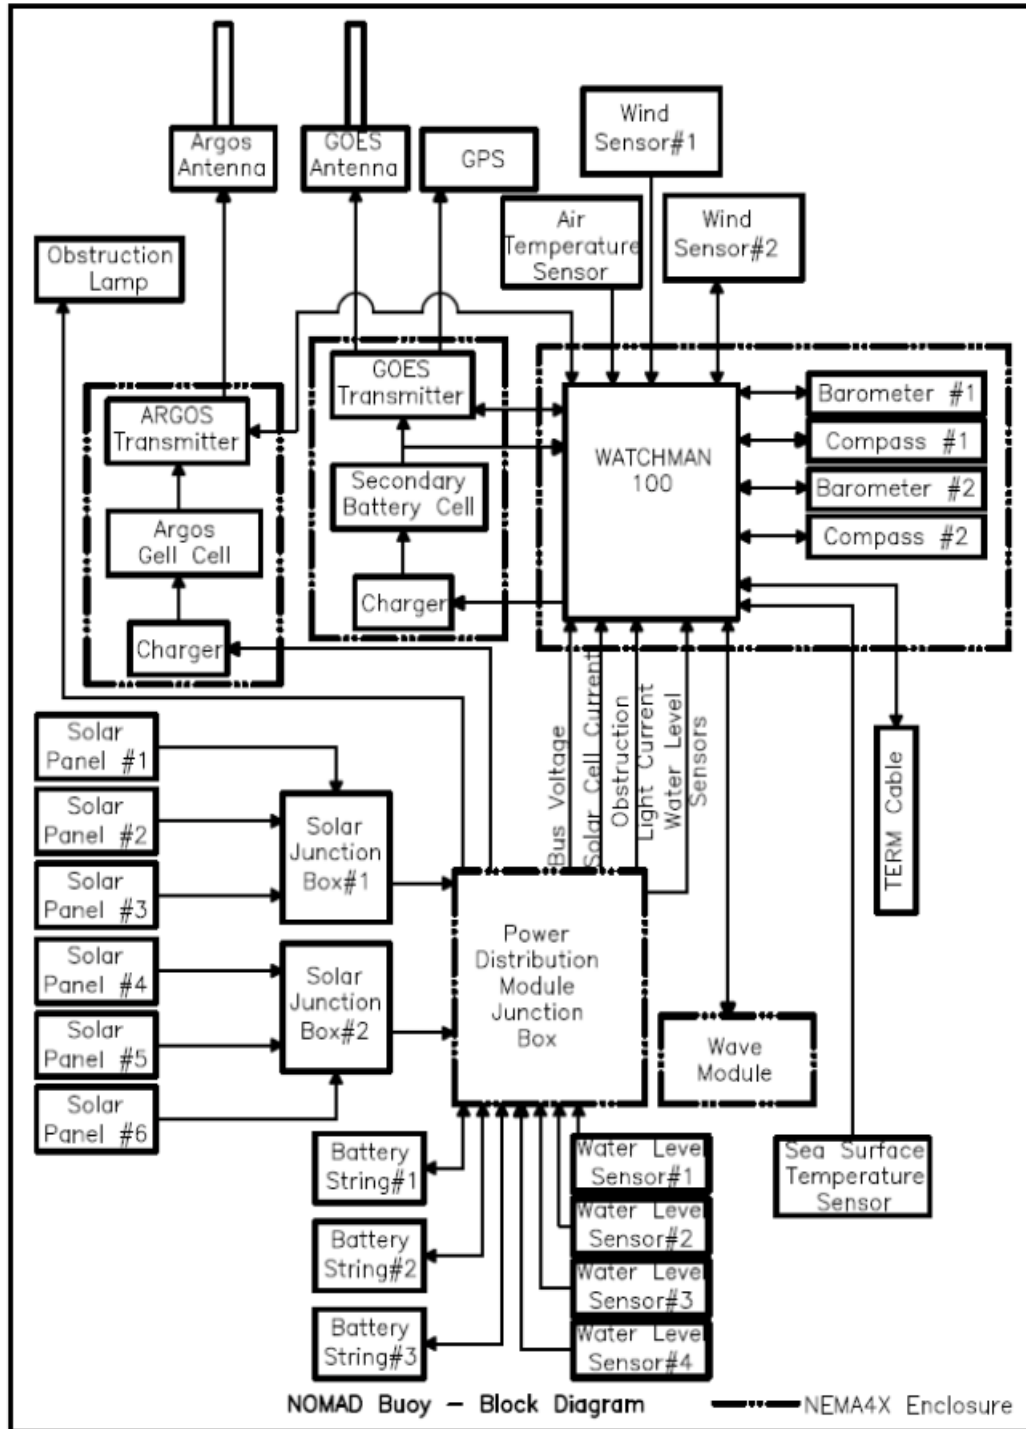 Argos
Antenna
GOES
Antenna
GPS
Wind
Sensor#1
Air
Temperature
Sensor
Wind
Sensor#2
Obstruction
Lamp
GOES
Transmitter
ARGOS
Transmitter
Secondary
Battery Cell
Argos
Gell Cell
Charger
Charger
WATCHMAN
100
Barometer #1
Compass #1
Barometer #2
Compass #2
Bus Voltage
Solar Cell Current
Obstruction
Light Current
Water Level
Sensors
TERM Cable
Solar
Panel #1
Solar
Panel #2
Solar
Panel #3
Solar
Panel #4
Solar
Panel #5
Solar
Panel #6
Solar
Junction
Box#1
Solar
Junction
Box#2
Power
Distribution
Module
Junction
Box
Wave
Module
Battery
String#1
Battery
String#2
Battery
String#3
Water Level
Sensor#1
Water Level
Sensor#2
Water Level
Sensor#3
Water Level
Sensor#4
Sea Surface
Temperature
Sensor
NOMAD Buoy - Block Diagram
NEMA4X Enclosure